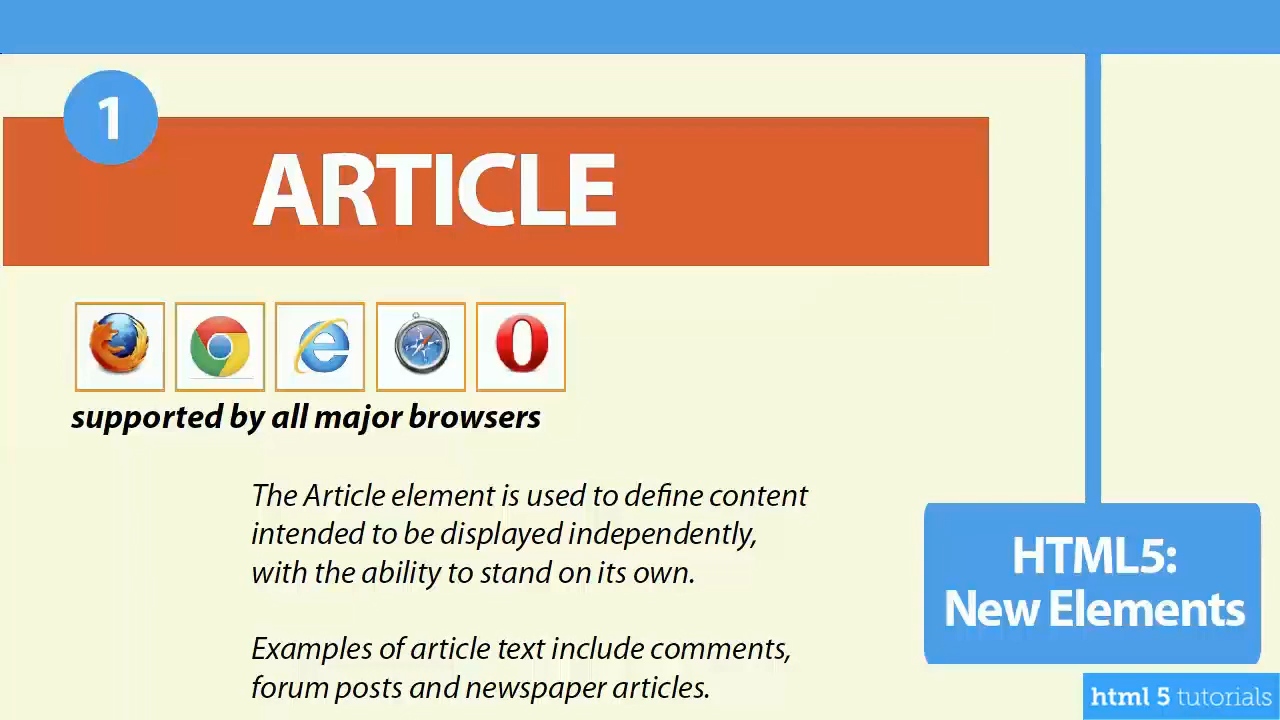 1
ARTICLE
supported by all major browsers
The Article element is used to define content
intended to be displayed independently,
with the ability to stand on its own.
Examples of article text include comments,
forum posts and newspaper articles.
HTML5:
New Elements
html 5 tutorials